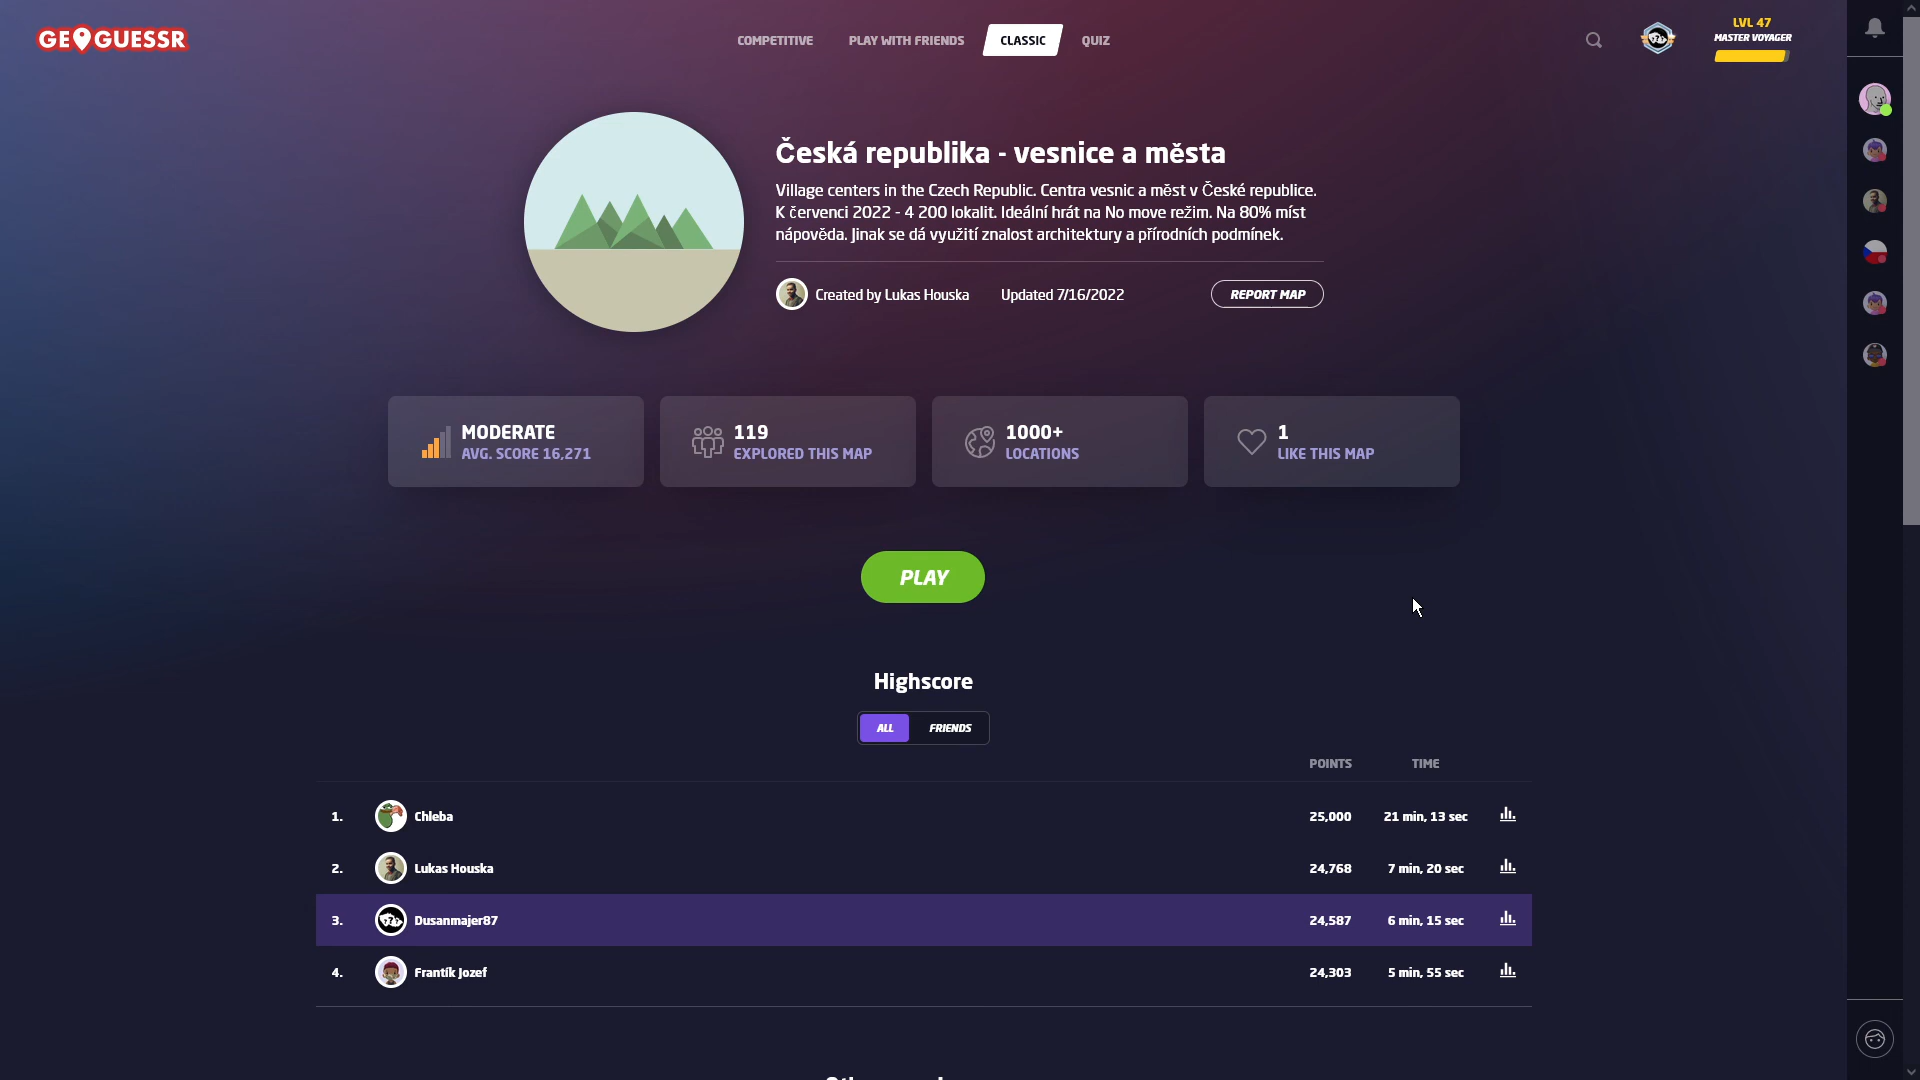 GEOGUESSR
COMPETITIVE
PLAY WITH FRIENDS
CLASSIC
QUIZ
LVL 47
MASTER VOYAGER
Česká republika - vesnice a města
Village centers in the Czech Republic. Centra vesnic a měst v České republice.
K červenci 2022 - 4 200 lokalit. Ideální hrát na No move režim. Na 80% míst
nápověda. Jinak se dá využití znalost architektury a přírodních podmínek.
Created by Lukas Houska
Updated 7/16/2022
REPORT MAP
MODERATE
AVG. SCORE 16,271
119
EXPLORED THIS MAP
1000+
LOCATIONS
1
LIKE THIS MAP
PLAY
Highscore
ALL
FRIENDS
POINTS TIME
1. Chleba 25,000 21 min, 13 sec
2. Lukas Houska 24,768 7 min, 20 sec
3. Dusanmajer87 24,587 6 min, 15 sec
4. Frantík Jozef 24,303 5 min, 55 sec